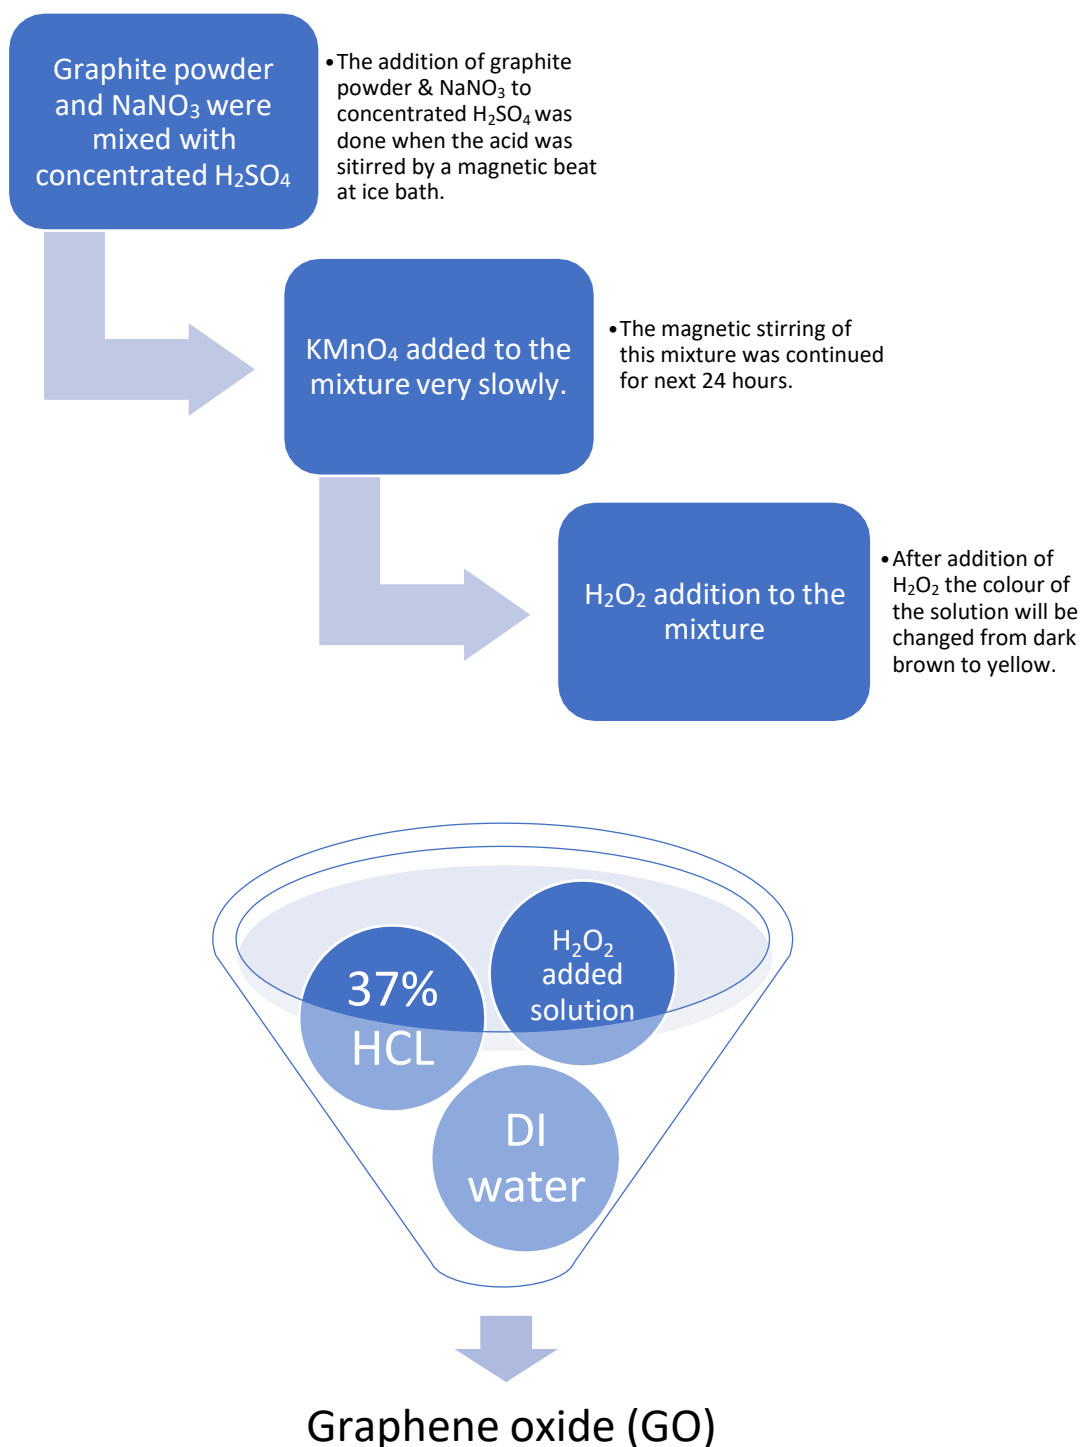 Graphite powder
and NaNO₃ were
mixed with
concentrated H₂SO₄
•The addition of graphite
powder & NaNO₃ to
concentrated H₂SO₄ was
done when the acid was
sitirred by a magnetic beat
at ice bath.
KMnO₄ added to the
mixture very slowly.
•The magnetic stirring of
this mixture was continued
for next 24 hours.
H₂O₂ addition to the
mixture
•After addition of
H₂O₂ the colour of
the solution will be
changed from dark
brown to yellow.
37%
HCL
H₂O₂
added
solution
DI
water
Graphene oxide (GO)